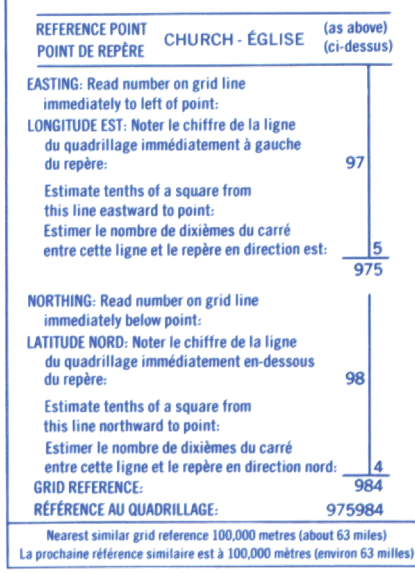 REFERENCE POINT CHURCH - ÉGLISE (as above)
POINT DE REPÈRE (ci-dessus)
EASTING: Read number on grid line
immediately to left of point:
LONGITUDE EST: Noter le chiffre de la ligne
du quadrillage immédiatement à gauche
du repère: 97
Estimate tenths of a square from
this line eastward to point:
Estimer le nombre de dixièmes du carré
entre cette ligne et le repère en direction est: 5
975
NORTHING: Read number on grid line
immediately below point:
LATITUDE NORD: Noter le chiffre de la ligne
du quadrillage immédiatement en-dessous
du repère: 98
Estimate tenths of a square from
this line northward to point:
Estimer le nombre de dixièmes du carré
entre cette ligne et le repère en direction nord: 4
GRID REFERENCE: 984
RÉFÉRENCE AU QUADRILLAGE: 975984
Nearest similar grid reference 100,000 metres (about 63 miles)
La prochaine référence similaire est à 100,000 mètres (environ 63 milles)